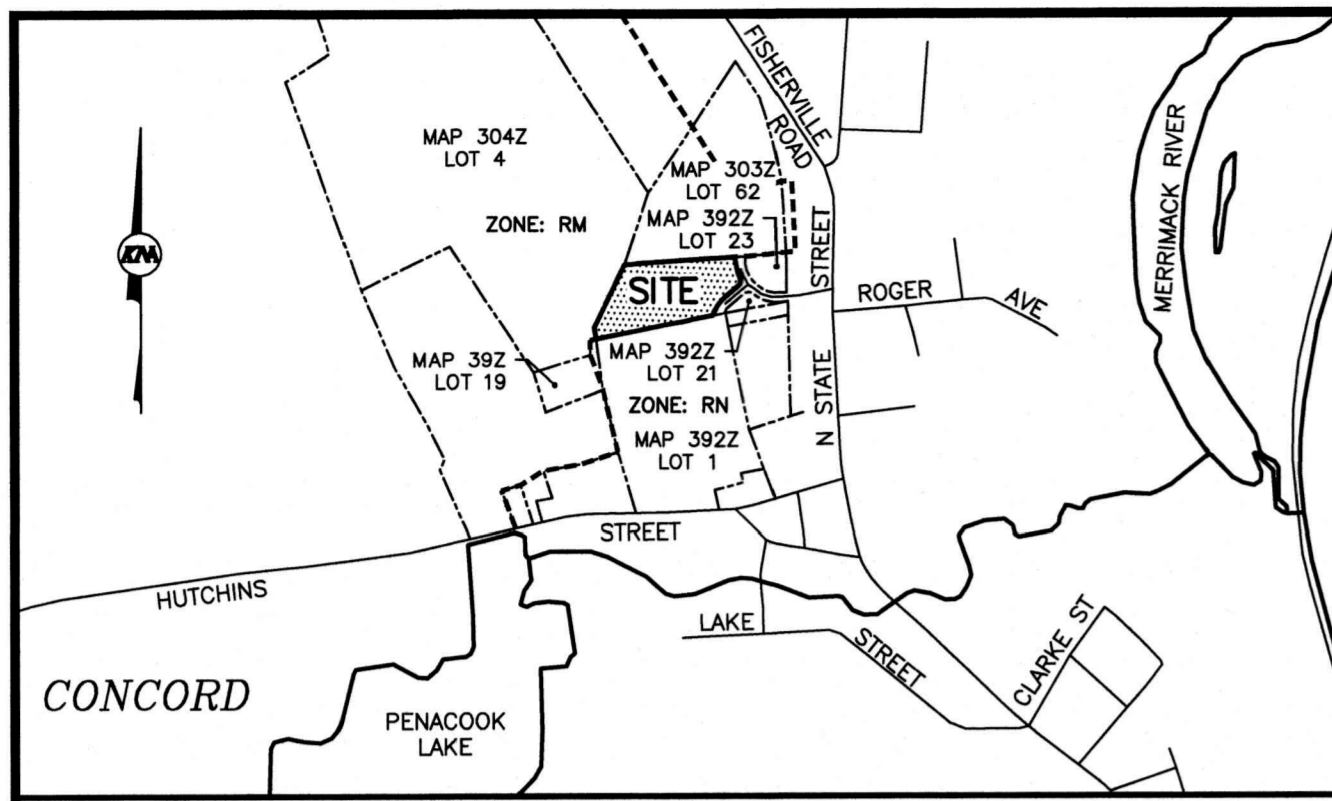 FISHERVILLE
ROAD
MAP 304Z
LOT 4
MERRIMACK RIVER
MAP 303Z
LOT 62
ZONE: RM
MAP 392Z
LOT 23
KNA
SITE
STREET
ROGER
AVE
MAP 39Z
LOT 19
MAP 392Z
LOT 21
ZONE: RN
N STATE
MAP 392Z
LOT 1
STREET
HUTCHINS
LAKE
STREET
CLARKE ST
CONCORD
PENACOOK
LAKE